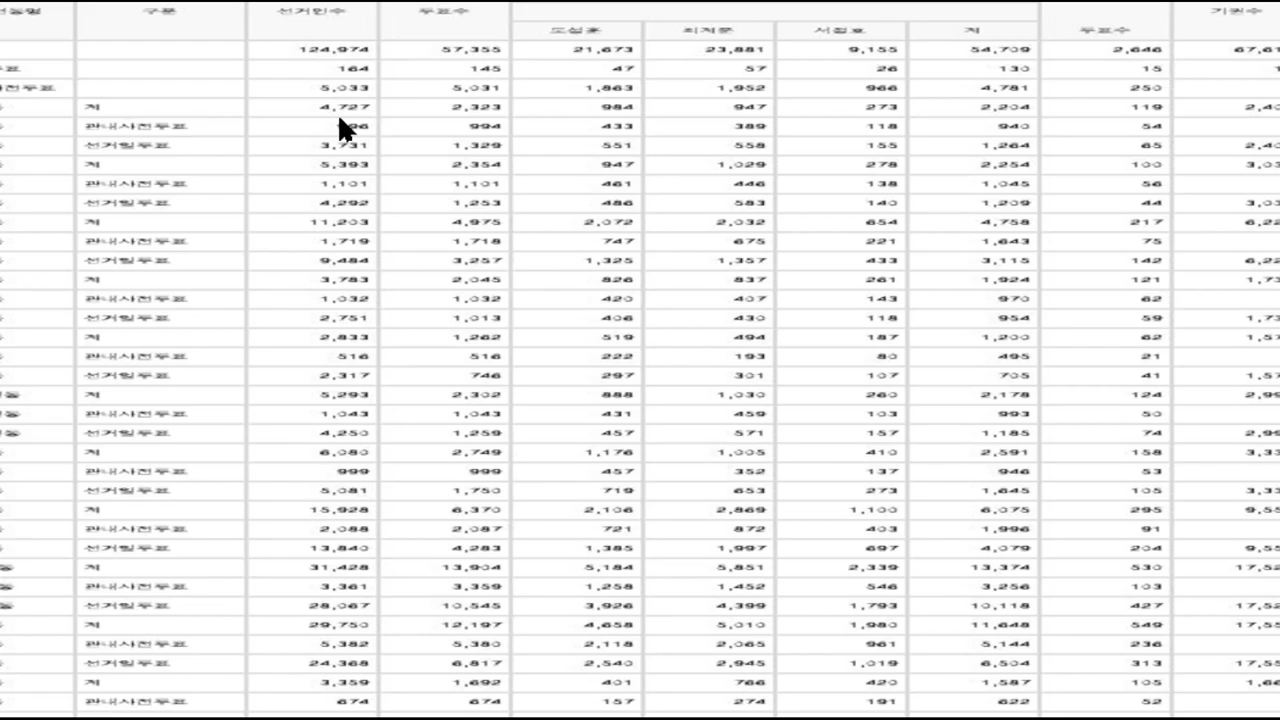 구분 선거인수 투표수 기권수
계 투표수
124,974 57,355 21,673 23,881 9,155 54,709 2,646
164 145 47 57 26 130 15
5,033 5,031 1,863 1,952 966 4,781 250
계 4,727 2,323 984 947 273 2,204 119
관내사전투표 994 433 389 118 940 54
선거일투표 3,731 1,329 551 558 155 1,264 65
계 5,393 2,354 947 1,029 278 2,254 100
관내사전투표 1,101 1,101 461 446 138 1,045 56
선거일투표 4,292 1,253 486 583 140 1,209 44
계 11,203 4,975 2,072 2,032 654 4,758 217
관내사전투표 1,719 1,718 747 675 221 1,643 75
선거일투표 9,484 3,257 1,325 1,357 433 3,115 142
계 3,783 2,045 826 837 261 1,924 121
관내사전투표 1,032 1,032 420 407 143 970 62
선거일투표 2,751 1,013 406 430 118 954 59
계 2,833 1,262 519 494 187 1,200 62
관내사전투표 516 516 222 193 80 495 21
선거일투표 2,317 746 297 301 107 705 41
계 5,293 2,302 888 1,030 260 2,178 124
관내사전투표 1,043 1,043 431 459 103 993 50
선거일투표 4,250 1,259 457 571 157 1,185 74
계 6,080 2,749 1,176 1,005 410 2,591 158
관내사전투표 999 999 457 352 137 946 53
선거일투표 5,081 1,750 719 653 273 1,645 105
계 15,928 6,370 2,106 2,869 1,100 6,075 295
관내사전투표 2,088 2,087 721 872 403 1,996 91
선거일투표 13,840 4,283 1,385 1,997 697 4,079 204
계 31,428 13,904 5,184 5,851 2,339 13,374 530
관내사전투표 3,361 3,359 1,258 1,452 546 3,256 103
선거일투표 28,067 10,545 3,926 4,399 1,793 10,118 427
계 29,750 12,197 4,658 5,010 1,980 11,648 549
관내사전투표 5,382 5,380 2,118 2,065 961 5,144 236
선거일투표 24,368 6,817 2,540 2,945 1,019 6,504 313
계 3,359 1,692 401 766 420 1,587 105
관내사전투표 674 674 157 274 191 622 52